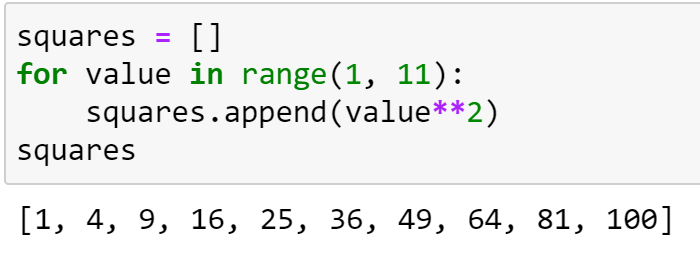 squares = []
for value in range(1, 11):
    squares.append(value**2)
squares
[1, 4, 9, 16, 25, 36, 49, 64, 81, 100]